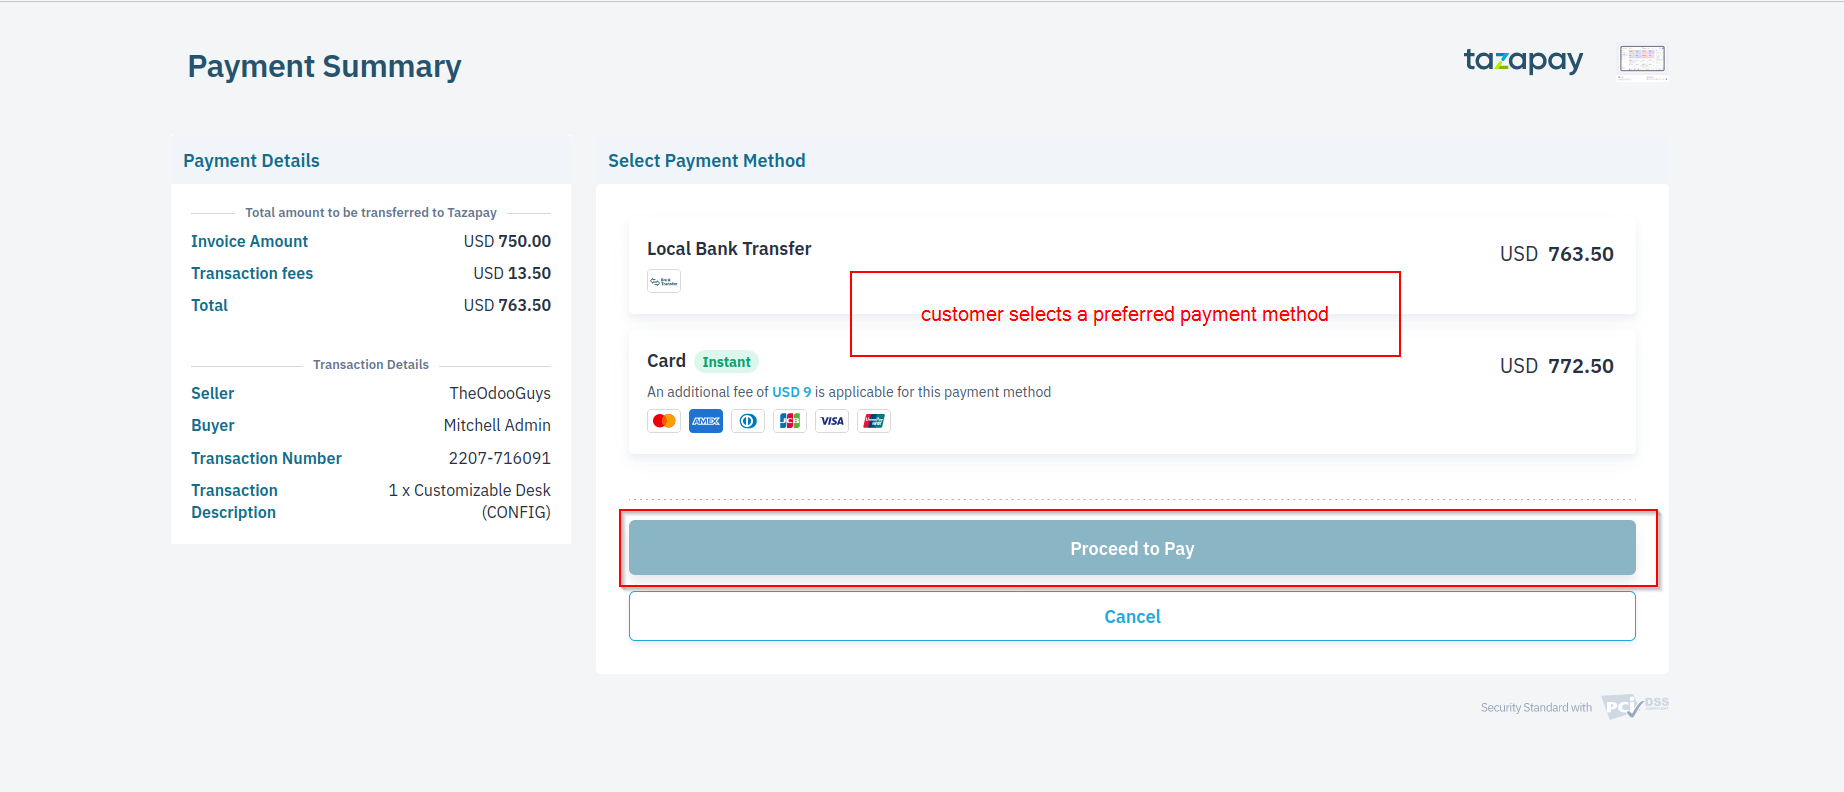 Payment Summary
tazapay
Payment Details
Total amount to be transferred to Tazapay
Invoice Amount USD 750.00
Transaction fees USD 13.50
Total USD 763.50
Transaction Details
Seller TheOdooGuys
Buyer Mitchell Admin
Transaction Number 2207-716091
Transaction 1 x Customizable Desk
Description (CONFIG)
Select Payment Method
Local Bank Transfer USD 763.50
Bank
Transfer
customer selects a preferred payment method
Card Instant USD 772.50
An additional fee of USD 9 is applicable for this payment method
AMEX JCB VISA
Proceed to Pay
Cancel
Security Standard with PCI DSS